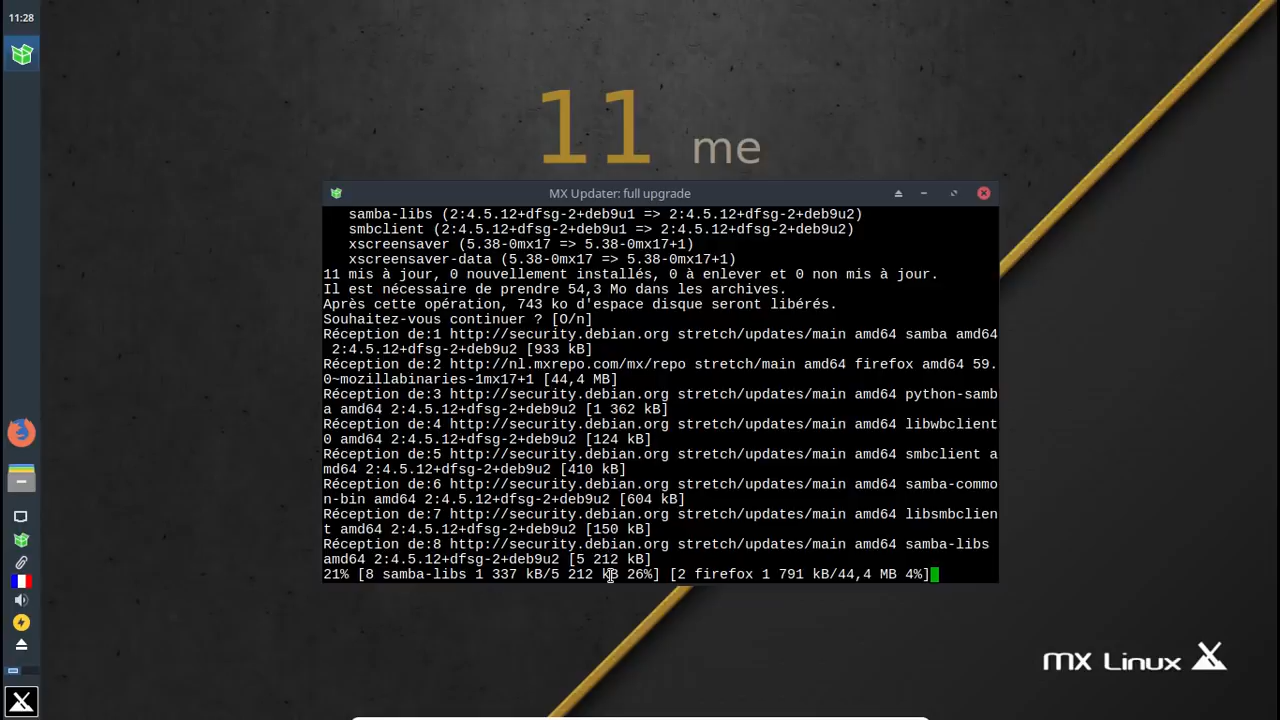 11:28
11 me
MX Updater: full upgrade
samba-libs (2:4.5.12+dfsg-2+deb9u1 => 2:4.5.12+dfsg-2+deb9u2)
smbclient (2:4.5.12+dfsg-2+deb9u1 => 2:4.5.12+dfsg-2+deb9u2)
xscreensaver (5.38-0mx17 => 5.38-0mx17+1)
xscreensaver-data (5.38-0mx17 => 5.38-0mx17+1)
11 mis à jour, 0 nouvellement installés, 0 à enlever et 0 non mis à jour.
Il est nécessaire de prendre 54,3 Mo dans les archives.
Après cette opération, 743 ko d'espace disque seront libérés.
Souhaitez-vous continuer ? [O/n]
Réception de:1 http://security.debian.org stretch/updates/main amd64 samba amd64
2:4.5.12+dfsg-2+deb9u2 [933 kB]
Réception de:2 http://nl.mxrepo.com/mx/repo stretch/main amd64 firefox amd64 59.
0~mozillabinaries-1mx17+1 [44,4 MB]
Réception de:3 http://security.debian.org stretch/updates/main amd64 python-samb
a amd64 2:4.5.12+dfsg-2+deb9u2 [1 362 kB]
Réception de:4 http://security.debian.org stretch/updates/main amd64 libwbclient
0 amd64 2:4.5.12+dfsg-2+deb9u2 [124 kB]
Réception de:5 http://security.debian.org stretch/updates/main amd64 smbclient a
md64 2:4.5.12+dfsg-2+deb9u2 [410 kB]
Réception de:6 http://security.debian.org stretch/updates/main amd64 samba-commo
n-bin amd64 2:4.5.12+dfsg-2+deb9u2 [604 kB]
Réception de:7 http://security.debian.org stretch/updates/main amd64 libsmbclien
t amd64 2:4.5.12+dfsg-2+deb9u2 [150 kB]
Réception de:8 http://security.debian.org stretch/updates/main amd64 samba-libs
amd64 2:4.5.12+dfsg-2+deb9u2 [5 212 kB]
21% [8 samba-libs 1 337 kB/5 212 kB 26%] [2 firefox 1 791 kB/44,4 MB 4%]
MX Linux